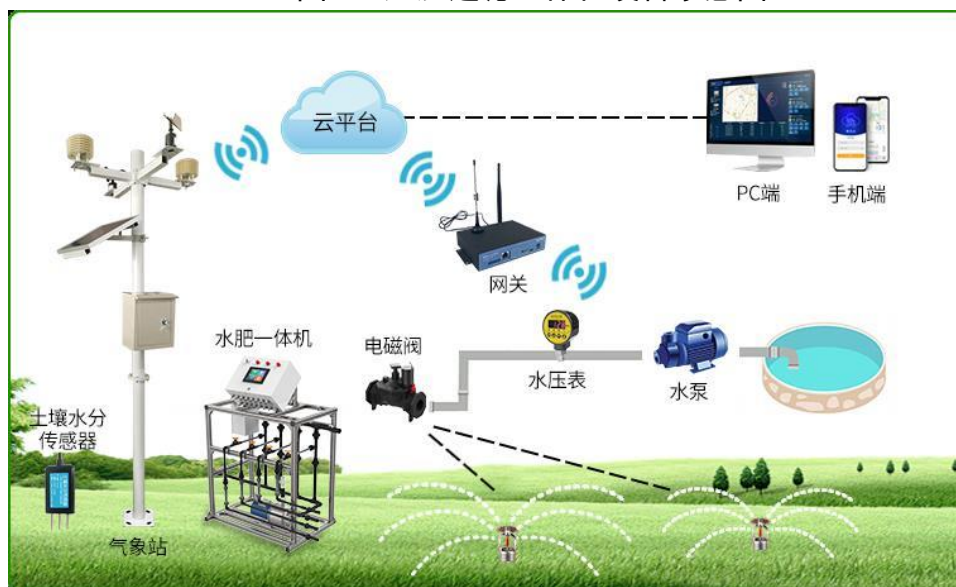 云平台
PC端
手机端
网关
水肥一体机
电磁阀
水压表
水泵
土壤水分
传感器
气象站